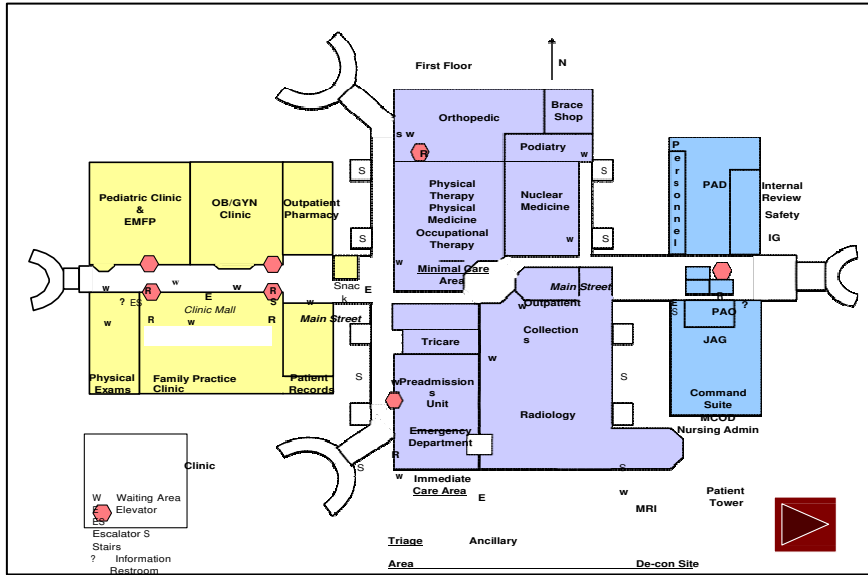 First Floor
N
Orthopedic
Brace
Shop
s w
R
Podiatry
w
P
e
r
s
o
n
n
e
l
PAD
Internal
Review
Safety
IG
S
S
Pediatric Clinic
&
EMFP
OB/GYN
Clinic
Outpatient
Pharmacy
Physical
Therapy
Physical
Medicine
Occupational
Therapy
Nuclear
Medicine
S
S
w
w
Minimal Care
Area
w
w
w
E
Snac
k
E
Main Street
Outpatient
w
R
R
R
? ES
S
Clinic Mall
w
Main Street
E
S
PAO
?
w
R
w
R
Collection
s
JAG
Tricare
w
S
S
Physical
Exams
Family Practice
Clinic
Patient
Records
w
Preadmission
s
Unit
Radiology
Command
Suite
MCOD
Nursing Admin
Emergency
Department
R
Clinic
S
w
Immediate
Care Area
E
S
w
MRI
Patient
Tower
W Waiting Area
E Elevator
ES
Escalator S
Stairs
? Information
Restroom
Triage
Area
Ancillary
De-con Site